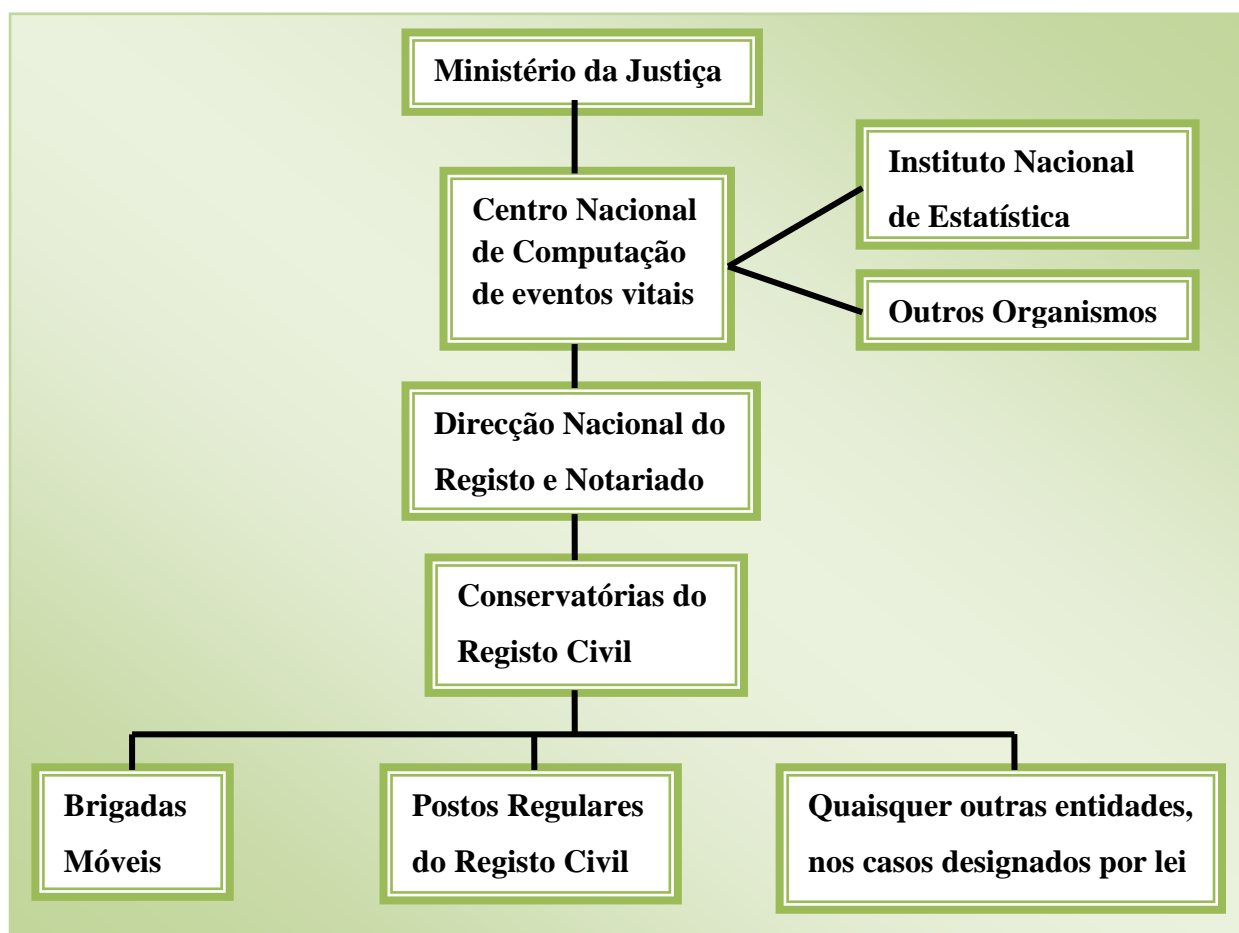 Ministério da Justiça
Instituto Nacional
de Estatística
Centro Nacional
de Computação
de eventos vitais
Outros Organismos
Direcção Nacional do
Registo e Notariado
Conservatórias do
Registo Civil
Brigadas
Móveis
Postos Regulares
do Registo Civil
Quaisquer outras entidades,
nos casos designados por lei